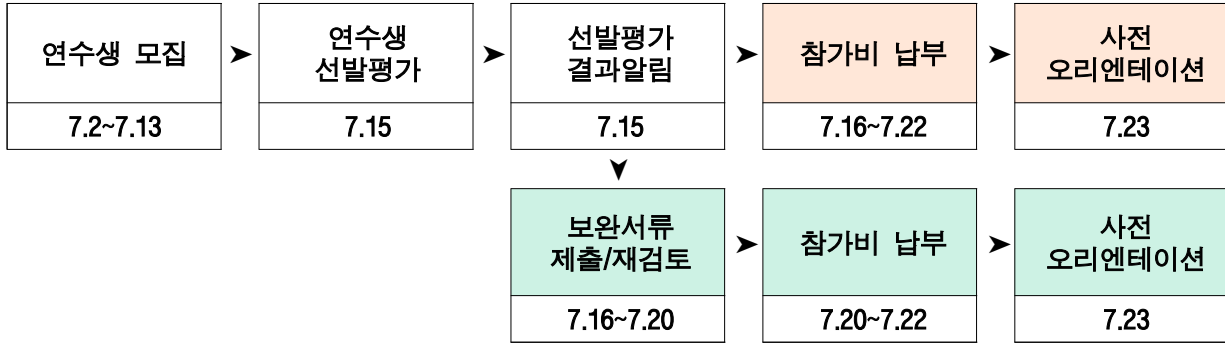 연수생 모집
연수생
선발평가
선발평가
결과알림
참가비 납부
사전
오리엔테이션
7.2~7.13
7.15
7.15
7.16~7.22
7.23
보완서류
제출/재검토
참가비 납부
사전
오리엔테이션
7.16~7.20
7.20~7.22
7.23